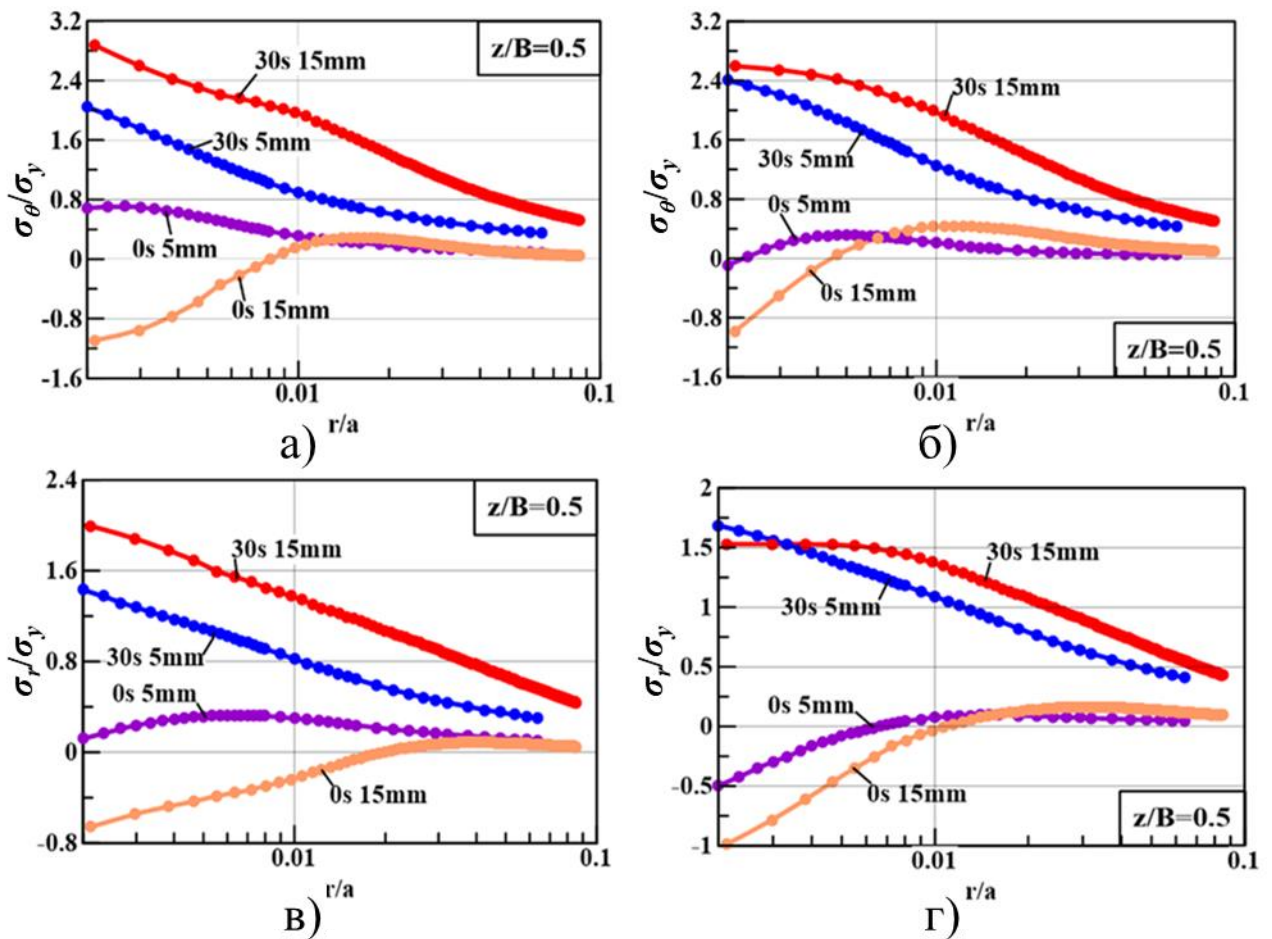 3.2
2.4
1.6
0.8
0
-0.8
-1.6
σθ/σy
z/B=0.5
30s 15mm
30s 5mm
0s 5mm
0s 15mm
0.01
0.1
r/a
а)
3.2
2.4
1.6
0.8
0
-0.8
-1.6
σθ/σy
30s 15mm
30s 5mm
0s 5mm
0s 15mm
z/B=0.5
0.01
0.1
r/a
б)
2.4
1.6
0.8
0
-0.8
σr/σy
z/B=0.5
30s 15mm
30s 5mm
0s 5mm
0s 15mm
0.01
0.1
r/a
в)
2
1.5
1
0.5
0
-0.5
-1
σr/σy
30s 15mm
30s 5mm
0s 5mm
0s 15mm
z/B=0.5
0.01
0.1
r/a
г)